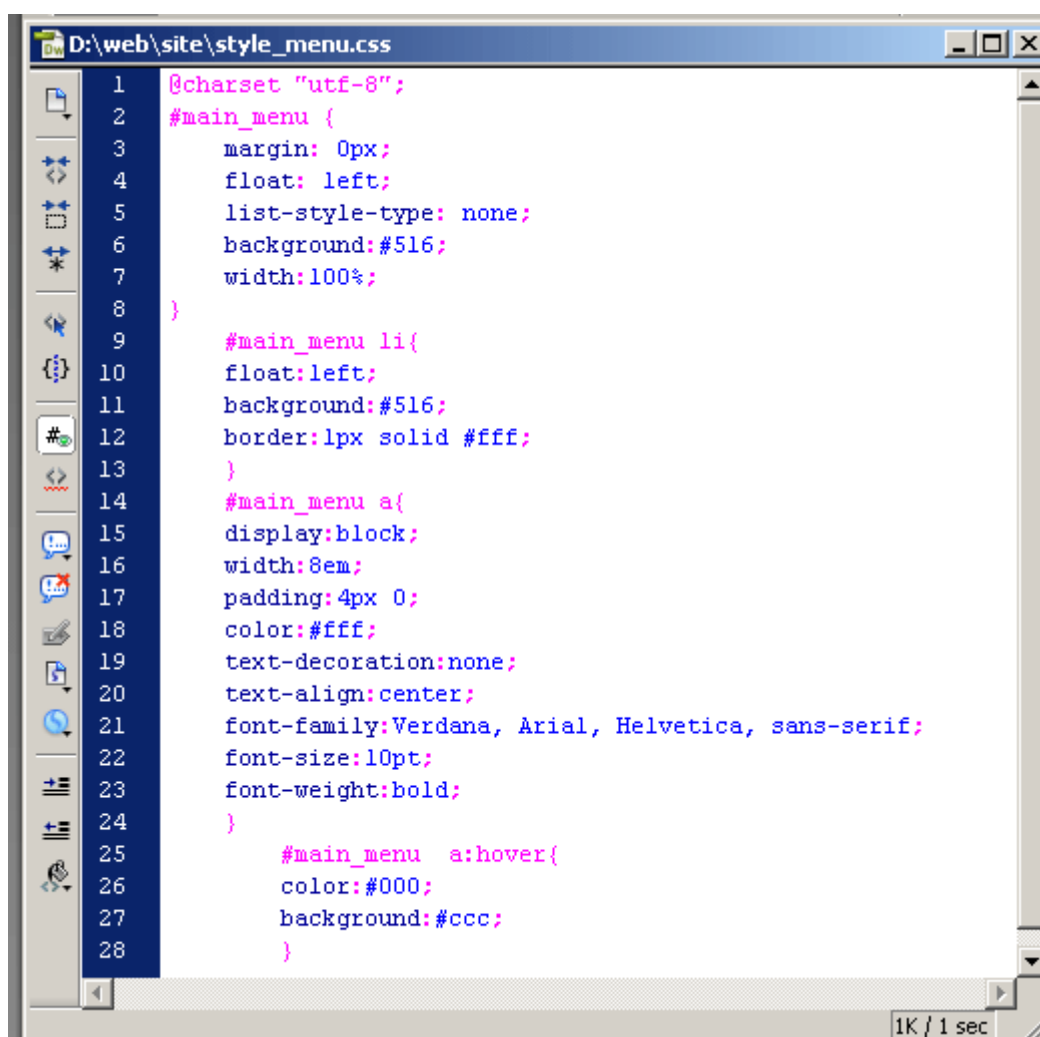 D:\web\site\style_menu.css
1 @charset "utf-8";
2 #main_menu {
3 margin: 0px;
4 float: left;
5 list-style-type: none;
6 background:#516;
7 width:100%;
8 }
9 #main_menu li{
10 float:left;
11 background:#516;
12 border:1px solid #fff;
13 }
14 #main_menu a{
15 display:block;
16 width:8em;
17 padding:4px 0;
18 color:#fff;
19 text-decoration:none;
20 text-align:center;
21 font-family:Verdana, Arial, Helvetica, sans-serif;
22 font-size:10pt;
23 font-weight:bold;
24 }
25 #main_menu  a:hover{
26 color:#000;
27 background:#ccc;
28 }
1K / 1 sec